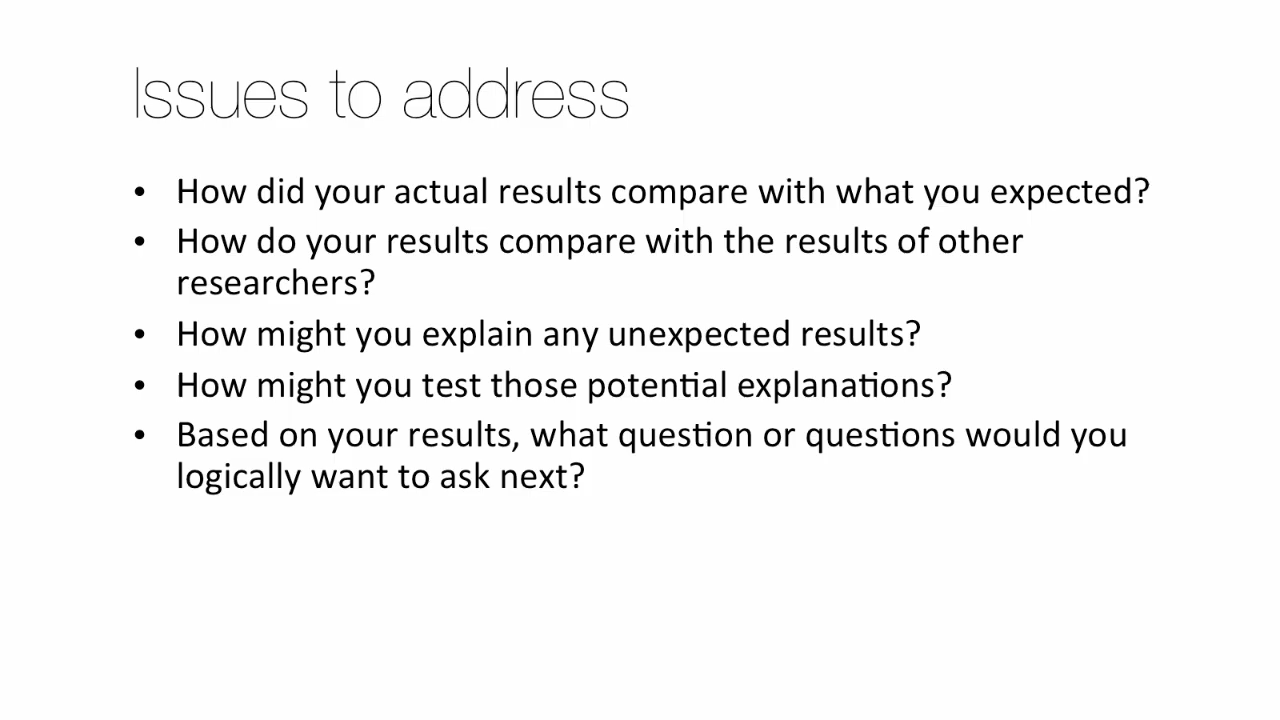 Issues to address
• How did your actual results compare with what you expected?
• How do your results compare with the results of other
researchers?
• How might you explain any unexpected results?
• How might you test those potential explanations?
• Based on your results, what question or questions would you
logically want to ask next?